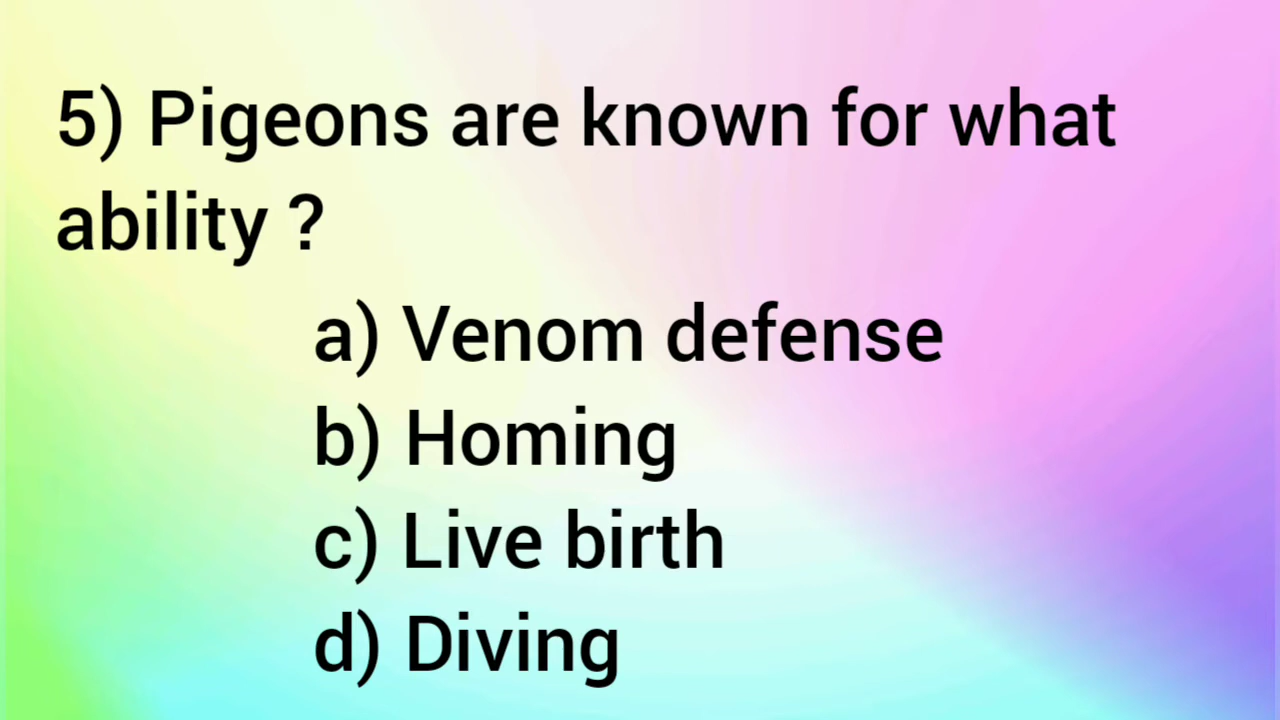 5) Pigeons are known for what
ability ?
a) Venom defense
b) Homing
c) Live birth
d) Diving